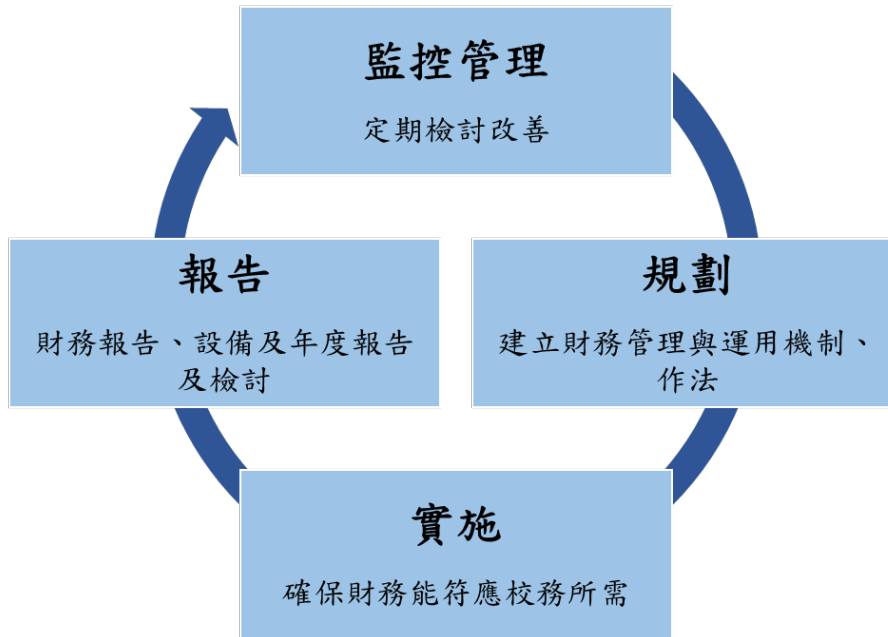 監控管理
定期檢討改善
報告
財務報告、設備及年度報告
及檢討
規劃
建立財務管理與運用機制、
作法
實施
確保財務能符應校務所需